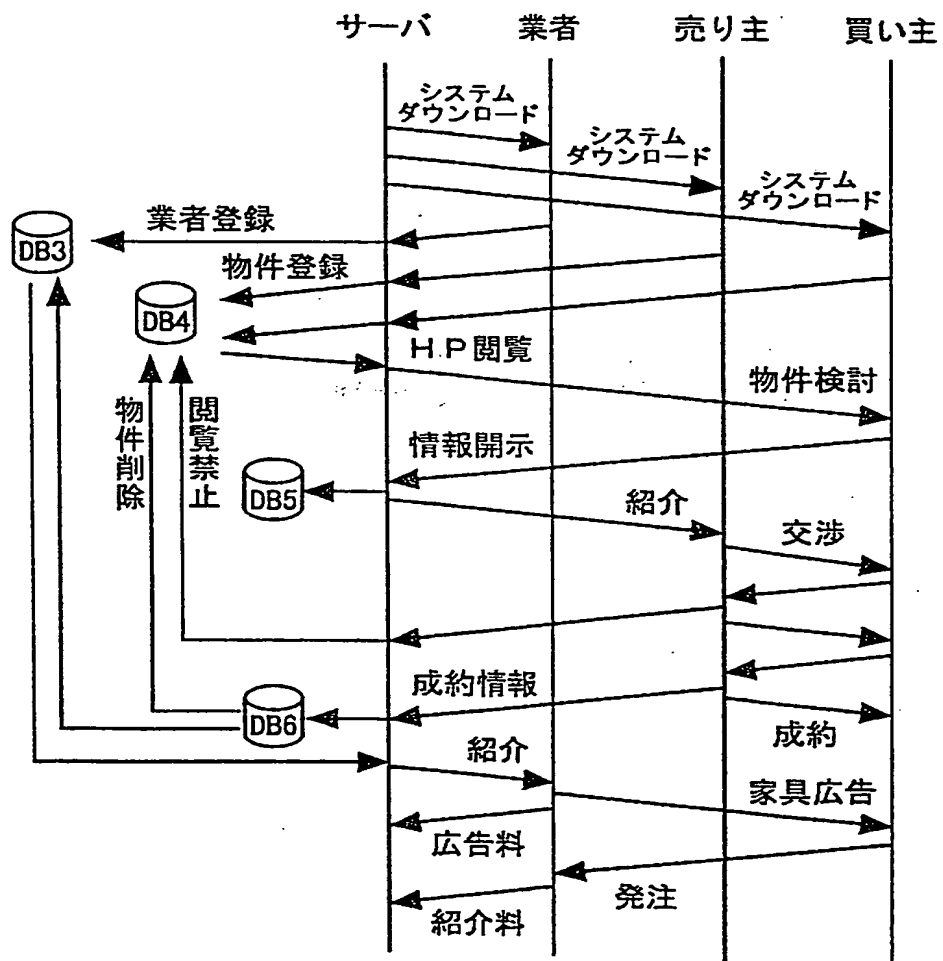 サーバ
業者
売り主
買い主
システム
ダウンロード
システム
ダウンロード
システム
ダウンロード
業者登録
DB3
物件登録
DB4
HP閲覧
物件検討
物件削除
閲覧禁止
情報開示
DB5
紹介
交渉
成約情報
DB6
成約
紹介
家具広告
広告料
発注
紹介料